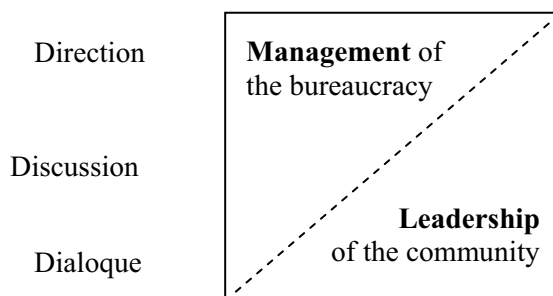 Direction
Management of
the bureaucracy
Discussion
Leadership
of the community
Dialoque